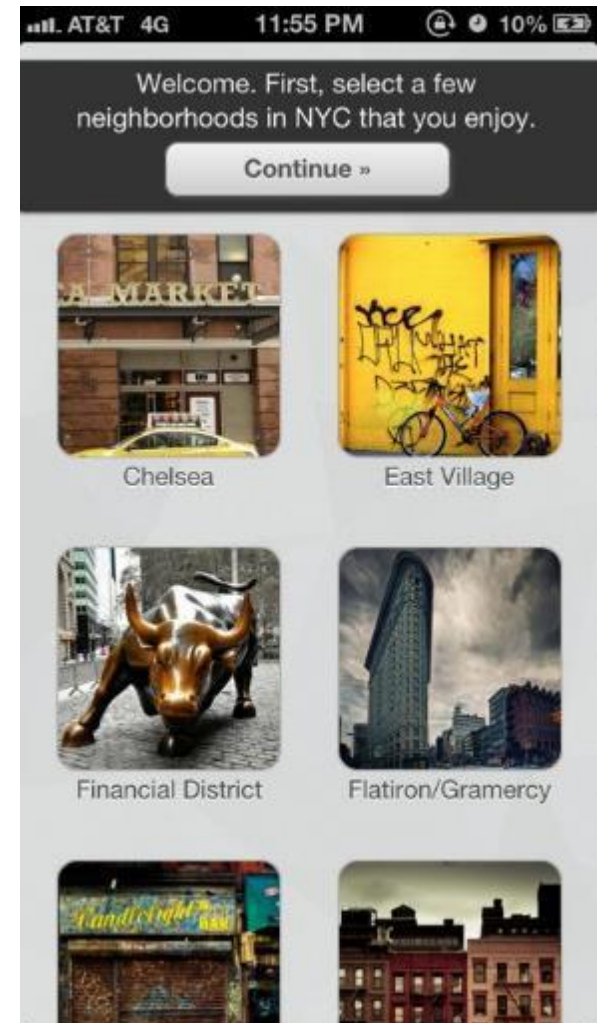 AT&T 4G 11:55 PM 10%
Welcome. First, select a few
neighborhoods in NYC that you enjoy.
Continue »
A MARKET
Chelsea
East Village
Financial District
Flatiron/Gramercy
Candlelight
BAR